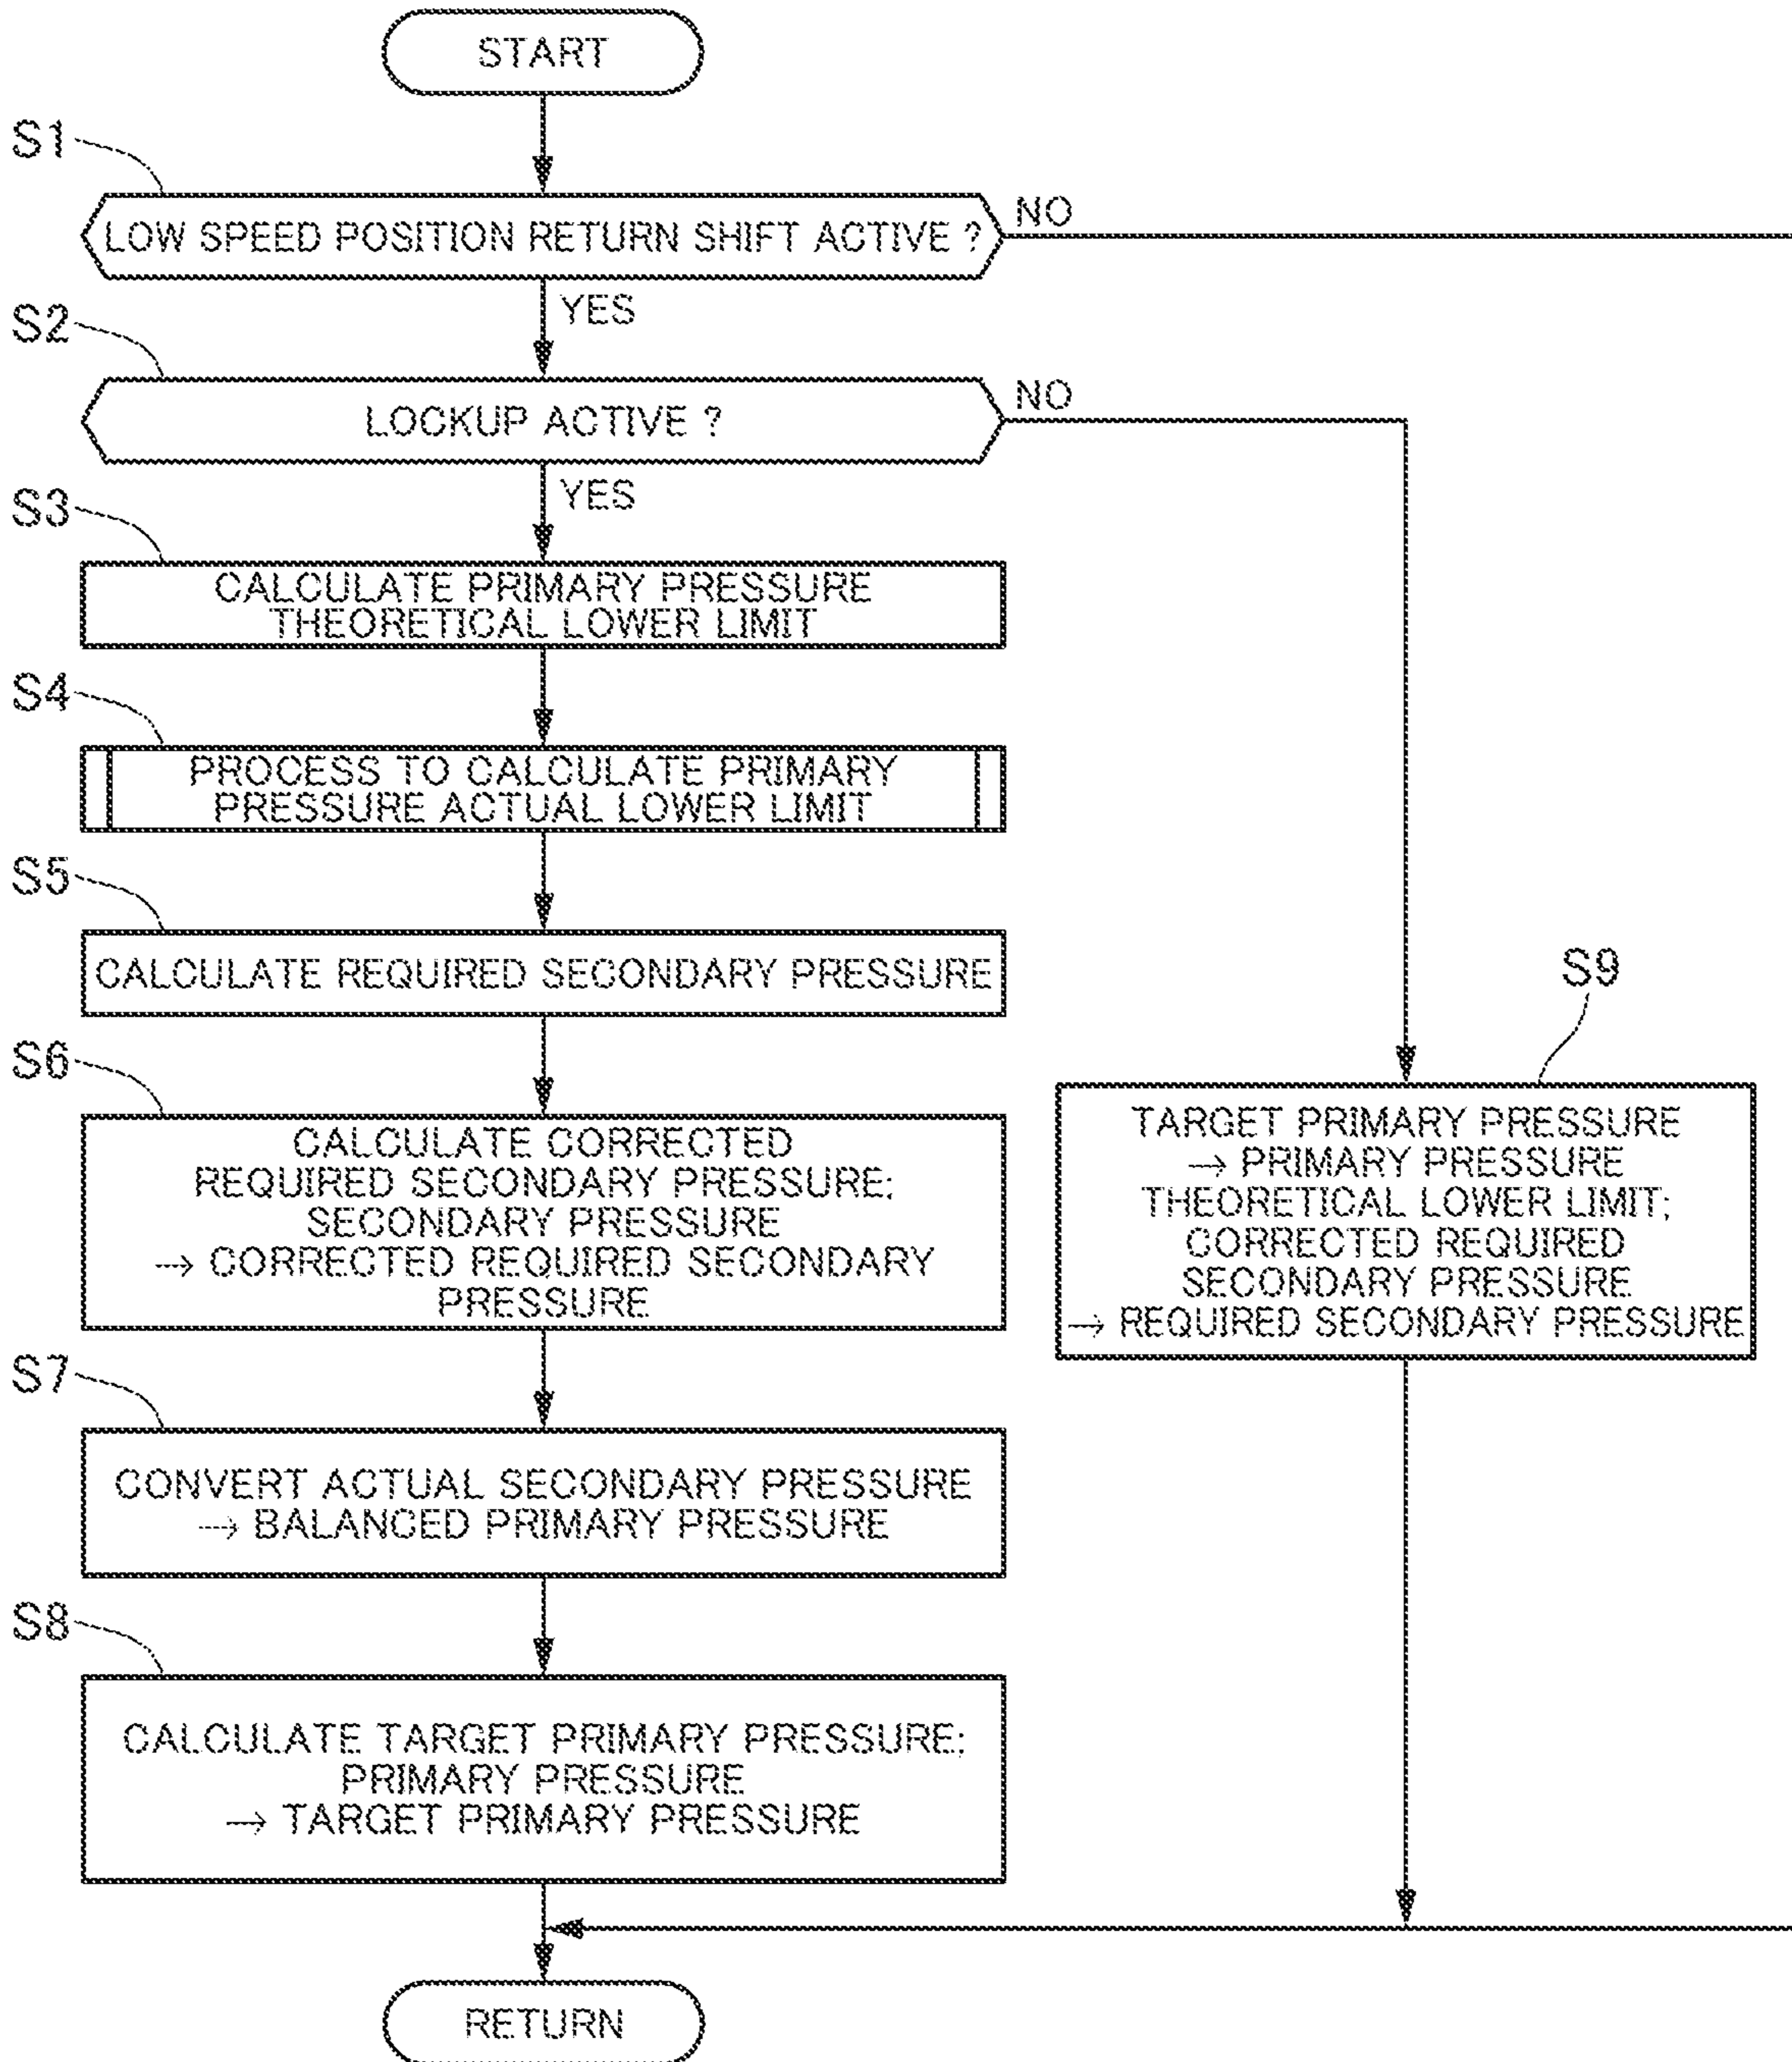 START
S1
LOW SPEED POSITION RETURN SHIFT ACTIVE ?
NO
YES
S2
LOCKUP ACTIVE ?
NO
YES
S3
CALCULATE PRIMARY PRESSURE
THEORETICAL LOWER LIMIT
S4
PROCESS TO CALCULATE PRIMARY
PRESSURE ACTUAL LOWER LIMIT
S5
CALCULATE REQUIRED SECONDARY PRESSURE
S6
CALCULATE CORRECTED
REQUIRED SECONDARY PRESSURE;
SECONDARY PRESSURE
→ CORRECTED REQUIRED SECONDARY
PRESSURE
S7
CONVERT ACTUAL SECONDARY PRESSURE
→ BALANCED PRIMARY PRESSURE
S8
CALCULATE TARGET PRIMARY PRESSURE;
PRIMARY PRESSURE
→ TARGET PRIMARY PRESSURE
S9
TARGET PRIMARY PRESSURE
→ PRIMARY PRESSURE
THEORETICAL LOWER LIMIT;
CORRECTED REQUIRED
SECONDARY PRESSURE
→ REQUIRED SECONDARY PRESSURE
RETURN